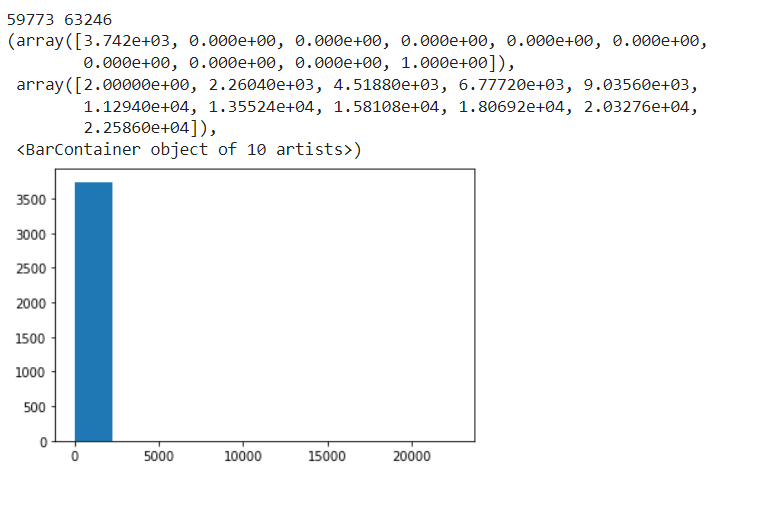 59773 63246
(array([3.742e+03, 0.000e+00, 0.000e+00, 0.000e+00, 0.000e+00, 0.000e+00,
0.000e+00, 0.000e+00, 0.000e+00, 1.000e+00]),
array([2.00000e+00, 2.26040e+03, 4.51880e+03, 6.77720e+03, 9.03560e+03,
1.12940e+04, 1.35524e+04, 1.58108e+04, 1.80692e+04, 2.03276e+04,
2.25860e+04]),
<BarContainer object of 10 artists>)
3500
3000
2500
2000
1500
1000
500
0
0 5000 10000 15000 20000